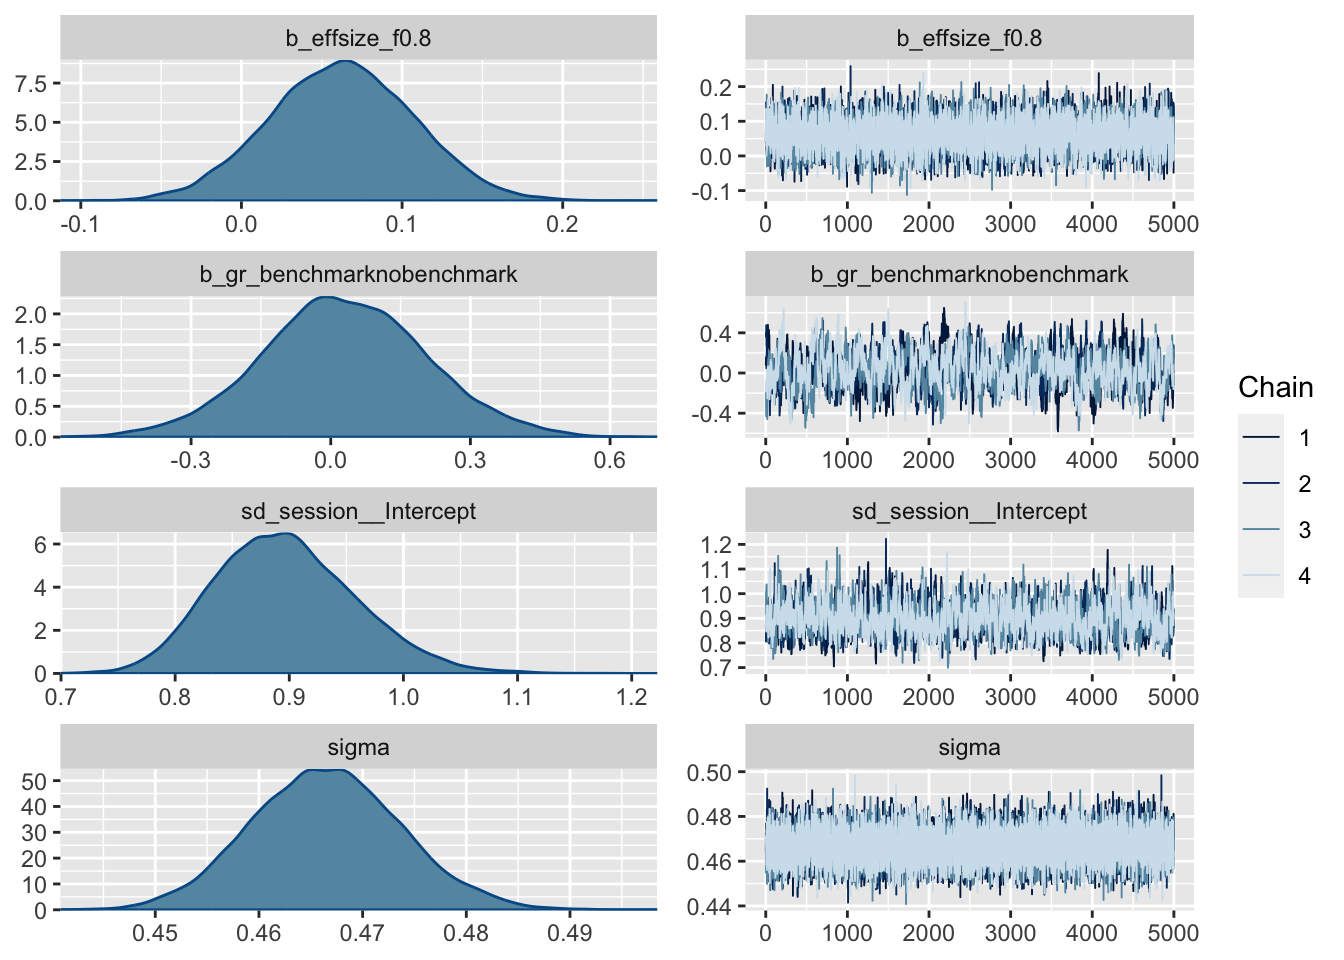 b_effsize_f0.8
b_effsize_f0.8
7.5
5.0
2.5
0.0
-0.1 0.0 0.1 0.2
0.2
0.1
0.0
-0.1
0 1000 2000 3000 4000 5000
b_gr_benchmarknobenchmark
b_gr_benchmarknobenchmark
2.0
1.5
1.0
0.5
0.0
-0.3 0.0 0.3 0.6
0.4
0.0
-0.4
0 1000 2000 3000 4000 5000
sd_session__Intercept
sd_session__Intercept
6
4
2
0
0.7 0.8 0.9 1.0 1.1 1.2
1.2
1.1
1.0
0.9
0.8
0.7
0 1000 2000 3000 4000 5000
sigma
sigma
50
40
30
20
10
0
0.45 0.46 0.47 0.48 0.49
0.50
0.48
0.46
0.44
0 1000 2000 3000 4000 5000
Chain
1
2
3
4